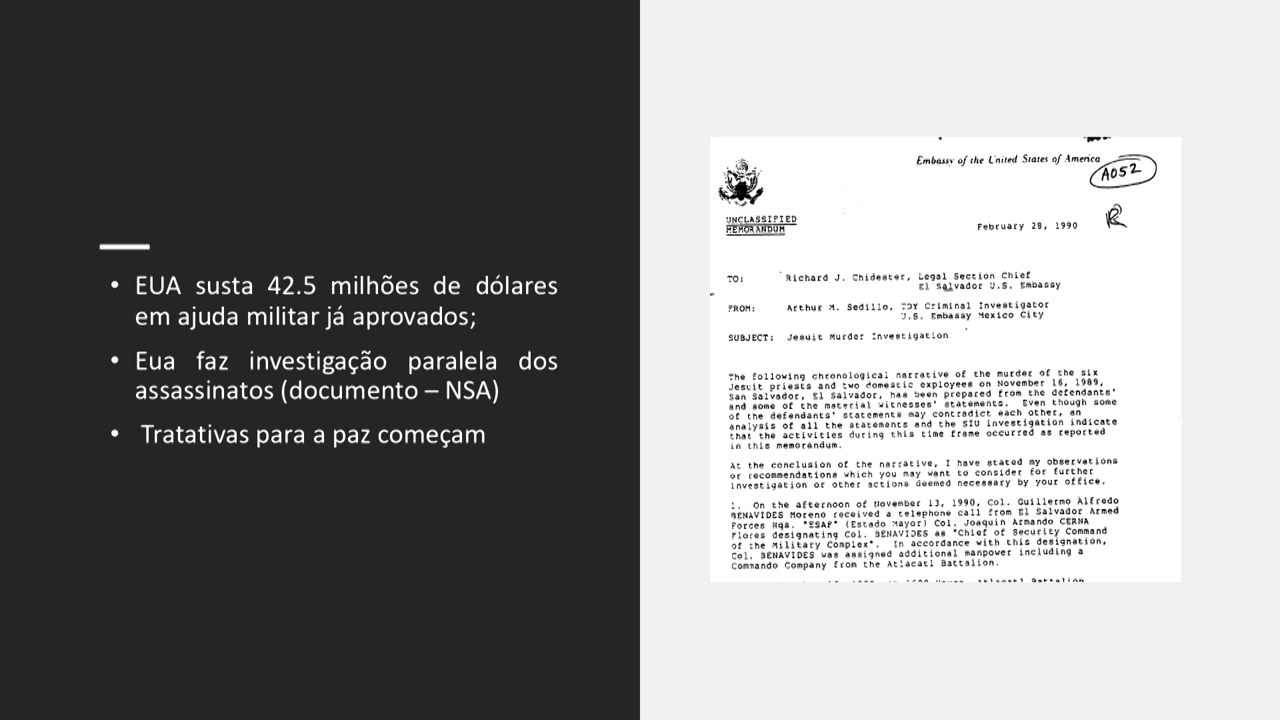 • EUA susta 42.5 milhões de dólares
em ajuda militar já aprovados;
• Eua faz investigação paralela dos
assassinatos (documento – NSA)
• Tratativas para a paz começam
Embassy of the United States of America
A052
UNCLASSIFIED
MEMORANDUM
February 28, 1990
R
TO: Richard J. Chidester, Legal Section Chief
El Salvador U.S. Embassy
FROM: Arthur M. Sedillo, TDY Criminal Investigator
U.S. Embassy Mexico City
SUBJECT: Jesuit Murder Investigation
The following chronological narrative of the murder of the six
Jesuit priests and two domestic employees on November 16, 1989,
San Salvador, El Salvador, has been prepared from the defendants'
and some of the material witnesses' statements. Even though some
of the defendants' statements may contradict each other, an
analysis of all the statements and the SIU investigation indicate
that the activities during this time frame occurred as reported
in this memorandum.
At the conclusion of the narrative, I have stated my observations
or recommendations which you may want to consider for further
investigation or other actions deemed necessary by your office.
1. On the afternoon of November 13, 1990, Col. Guillermo Alfredo
BENAVIDES Moreno received a telephone call from El Salvador Armed
Forces Hqs. "ESAF" (Estado Mayor) Col. Joaquin Armando CERNA
Flores designating Col. BENAVIDES as "Chief of Security Command
of the Military Complex". In accordance with this designation,
Col. BENAVIDES was assigned additional manpower including a
Commando Company from the Atlacatl Battalion.